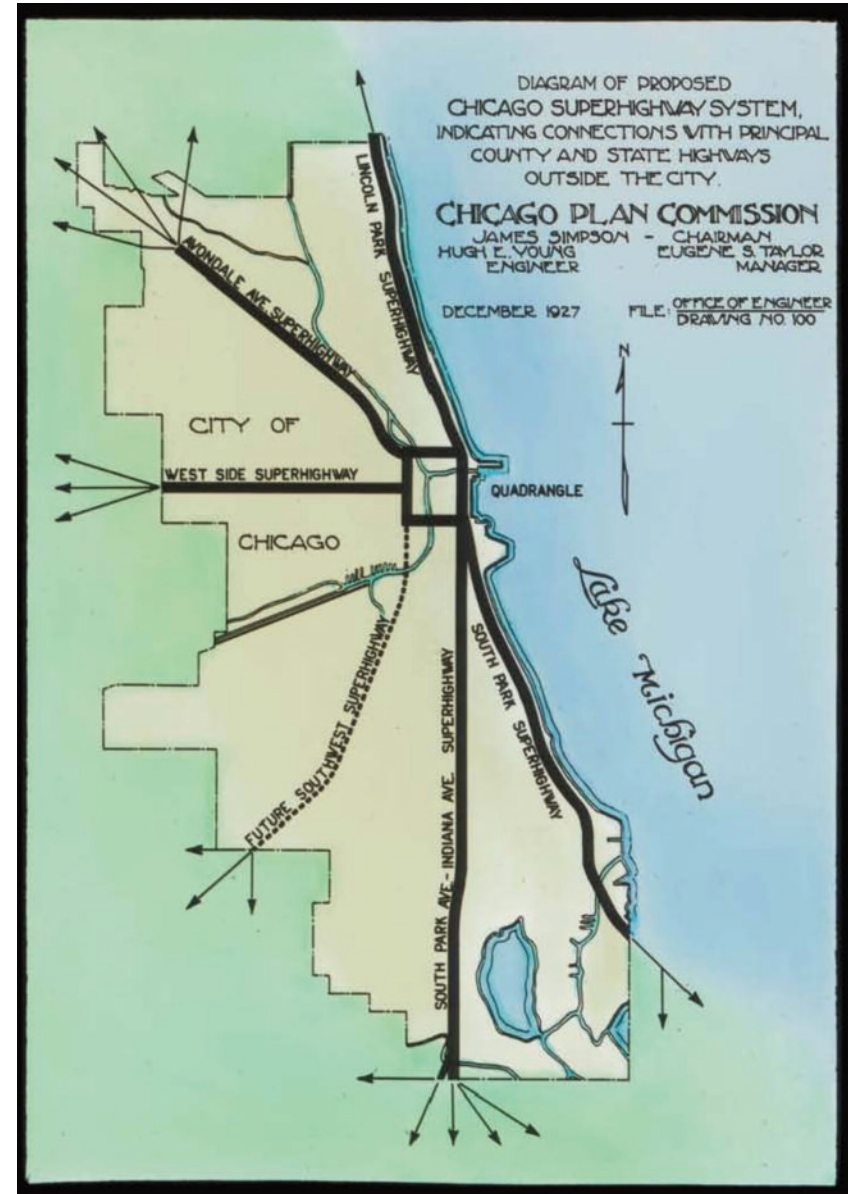 DIAGRAM OF PROPOSED
CHICAGO SUPERHIGHWAY SYSTEM,
INDICATING CONNECTIONS WITH PRINCIPAL
COUNTY AND STATE HIGHWAYS
OUTSIDE THE CITY.
CHICAGO PLAN COMMISSION
JAMES SIMPSON - CHAIRMAN
HUGH E. YOUNG EUGENE S. TAYLOR
ENGINEER MANAGER
DECEMBER 1927 FILE: OFFICE OF ENGINEER
DRAWING NO. 100
N
LINCOLN PARK SUPERHIGHWAY
AVONDALE AVE SUPERHIGHWAY
CITY OF
WEST SIDE SUPERHIGHWAY
QUADRANGLE
CHICAGO
Lake Michigan
FUTURE SOUTHWEST SUPERHIGHWAY
SOUTH PARK AVE-INDIANA AVE. SUPERHIGHWAY
SOUTH PARK SUPERHIGHWAY